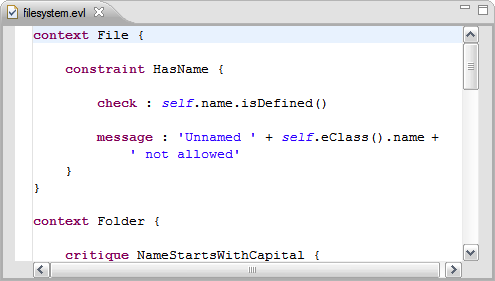 filesystem.evl
context File {
constraint HasName {
check : self.name.isDefined()
message : 'Unnamed ' + self.eClass().name +
' not allowed'
}
}
context Folder {
critique NameStartsWithCapital {